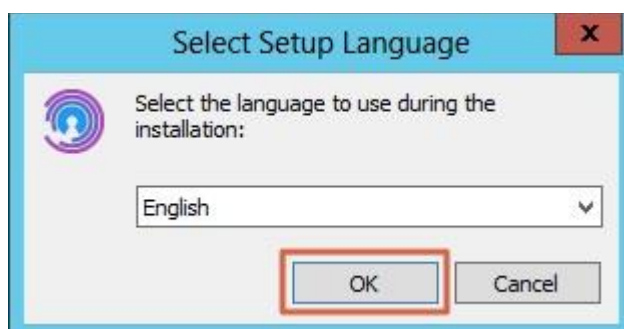 Select Setup Language
x
Select the language to use during the
installation:
English
OK
Cancel